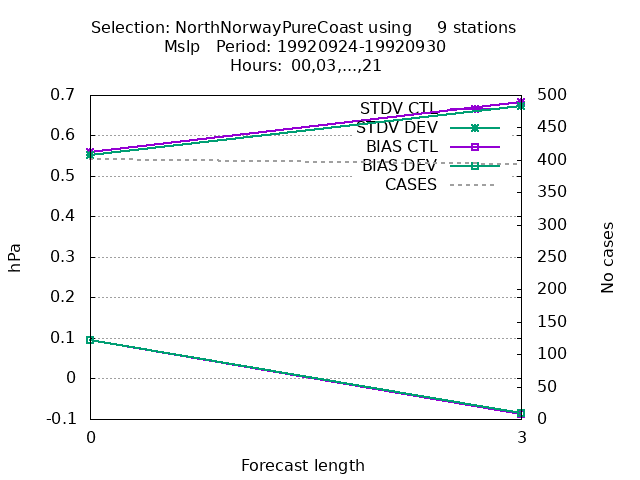 Selection: NorthNorwayPureCoast using 9 stations
Mslp Period: 19920924-19920930
Hours: 00,03,...,21
0.7
0.6
0.5
0.4
0.3
0.2
0.1
0
-0.1
500
450
400
350
300
250
200
150
100
50
0
STDV CTL
STDV DEV
BIAS CTL
BIAS DEV
CASES
hPa
No cases
0
3
Forecast length